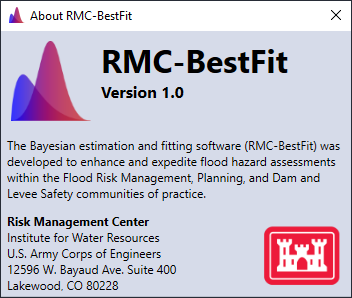 About RMC-BestFit
RMC-BestFit
Version 1.0
The Bayesian estimation and fitting software (RMC-BestFit) was
developed to enhance and expedite flood hazard assessments
within the Flood Risk Management, Planning, and Dam and
Levee Safety communities of practice.
Risk Management Center
Institute for Water Resources
U.S. Army Corps of Engineers
12596 W. Bayaud Ave. Suite 400
Lakewood, CO 80228